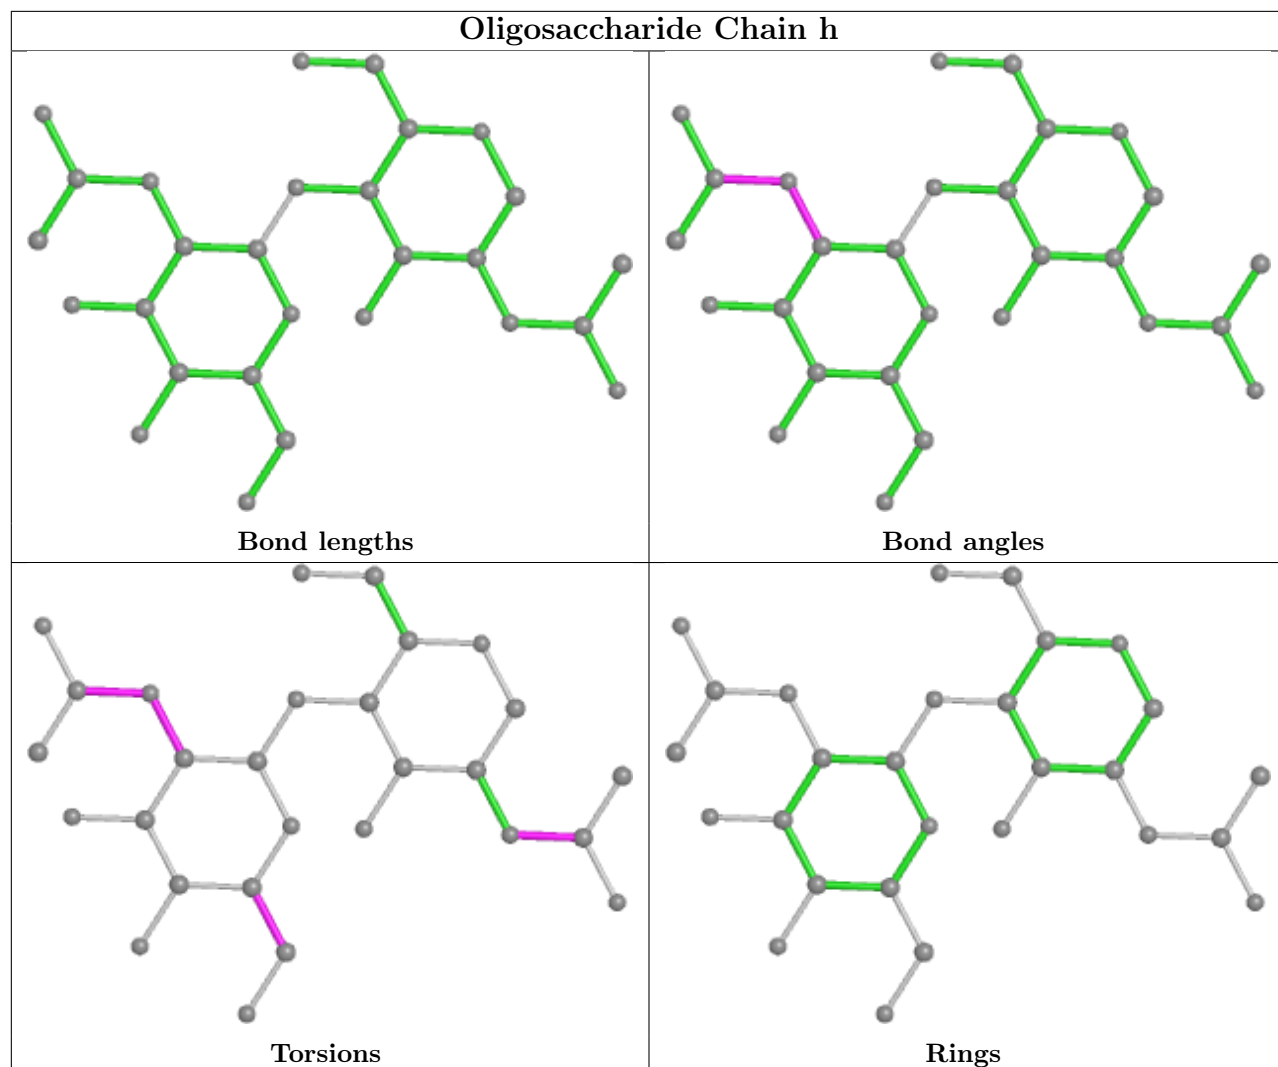 Oligosaccharide Chain h
Bond lengths
Bond angles
Torsions
Rings